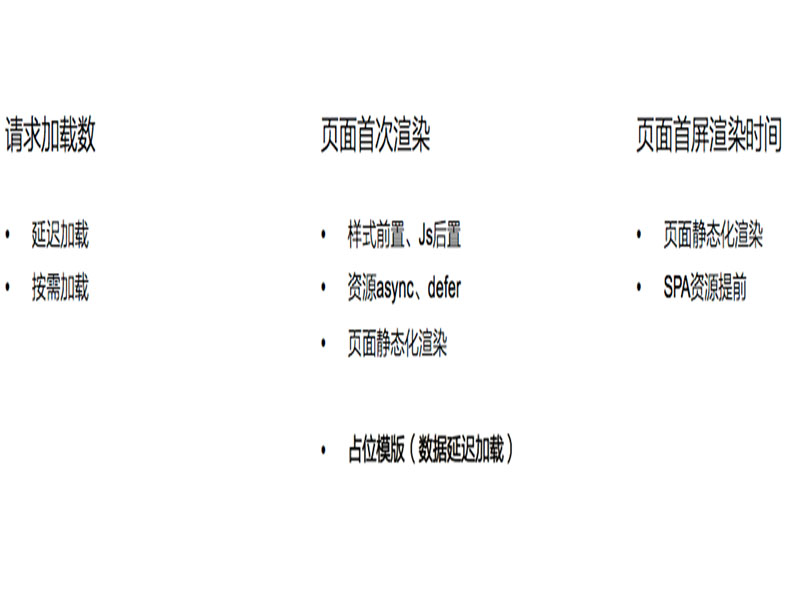 请求加载数
• 延迟加载
• 按需加载
页面首次渲染
• 样式前置、Js后置
• 资源async、defer
• 页面静态化渲染
• 占位模版（数据延迟加载）
页面首屏渲染时间
• 页面静态化渲染
• SPA资源提前